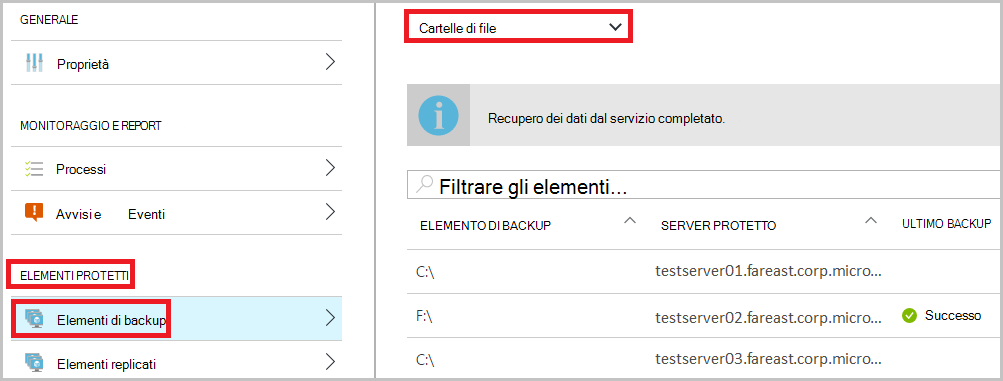 GENERALE
Proprietà
MONITORAGGIO E REPORT
Processi
Avvisi e Eventi
ELEMENTI PROTETTI
Elementi di backup
Elementi replicati
Cartelle di file
Recupero dei dati dal servizio completato.
Filtrare gli elementi...
ELEMENTO DI BACKUP SERVER PROTETTO ULTIMO BACKUP
C:\ testserver01.fareast.corp.micro...
F:\ testserver02.fareast.corp.micro... Successo
C:\ testserver03.fareast.corp.micro...